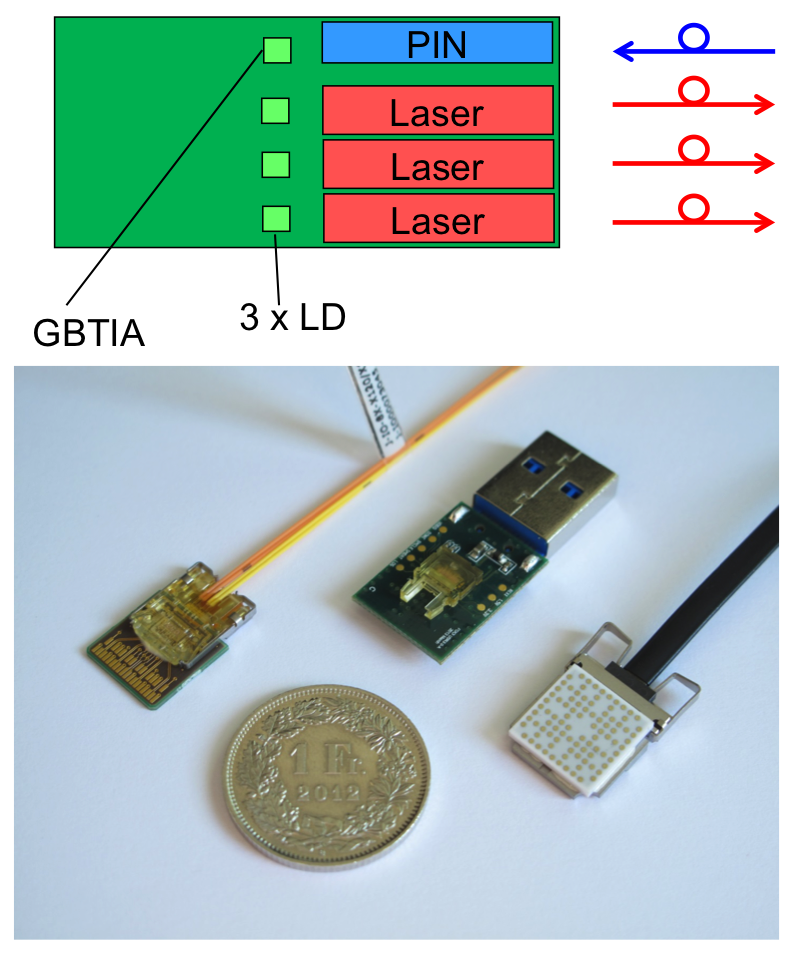 PIN
Laser
Laser
Laser
GBTIA
3 x LD
1 Fr.
2012